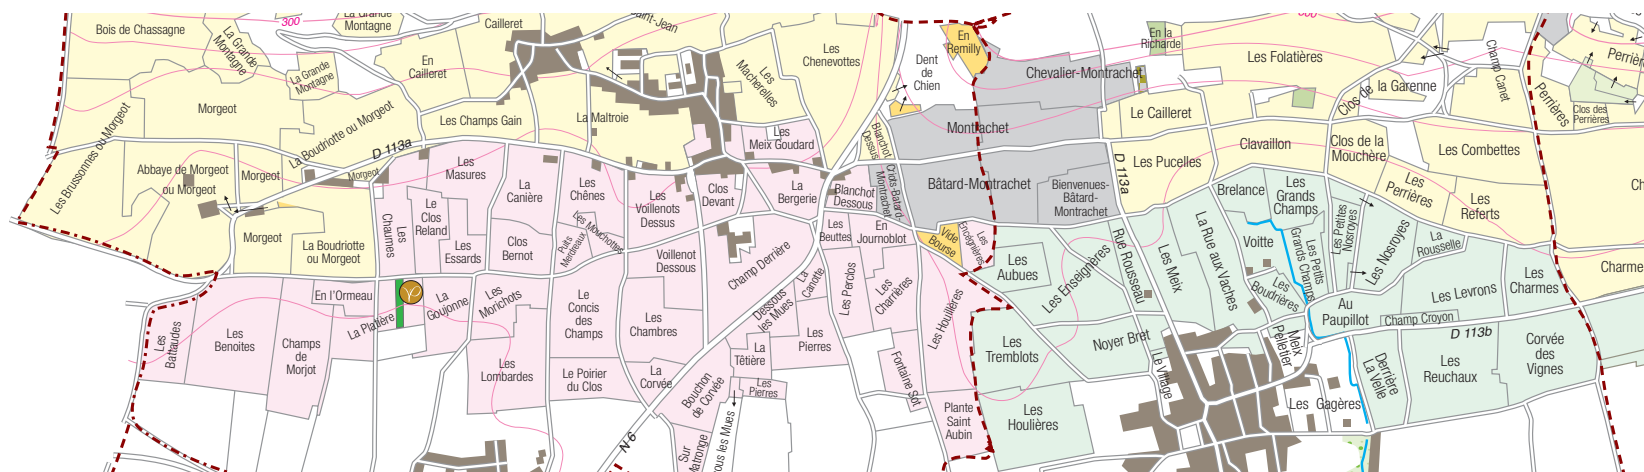 Bois de Chassagne
La Grande
Montagne
300
La Grande
Montagne
Cailleret
Saint-Jean
En
Cailleret
La Grande
Montagne
Les
Chenevottes
Les
Macherelles
En
Remilly
Dent
de
Chien
Chevalier-Montrachet
En la
Richarde
Les Folatières
Clos de la Garenne
Champ Canet
Perrières
Clos des
Perrières
Les Brussonnes ou Morgeot
Morgeot
La Boudriotte ou Morgeot
D 113a
Les Champs Gain
La Maltroie
Les
Meix Goudard
Blanchot
Dessus
Montrachet
Le Cailleret
Clavaillon
Clos de la
Mouchère
Les Combettes
Abbaye de Morgeot
ou Morgeot
Morgeot
Morgeot
Les
Masures
La
Canière
Les
Chênes
Les
Voillenots
Dessus
Clos
Devant
La
Bergerie
Blanchot
Dessous
Criots-Batard
Montrachet
Bâtard-Montrachet
Bienvenues-
Bâtard-
Montrachet
D 113a
Les Pucelles
Brelance
Les
Grands
Champs
Les
Perrières
Les
Referts
Morgeot
La Boudriotte
ou Morgeot
Les
Chaumes
Le
Clos
Reland
Les
Essards
Clos
Bernot
Puits
Merdreaux
Les Mouchottes
Voillenot
Dessous
Champ Derrière
Les
Beuttes
En
Journoblot
Vide
Bourse
Les
Encégnières
Les
Aubues
Les Enseignères
Rue Rousseau
Les Meix
La Rue aux Vaches
Voitte
Les Petits
Grands Champs
Les Petites
Nosroyes
Les Nosroyes
La
Rousselle
Les
Boudrières
Au
Paupillot
Les Levrons
Les
Charmes
Charmes
En l'Ormeau
La Platière
La
Goujonne
Les
Morichots
Le
Concis
des
Champs
Les
Chambres
Dessous
les Mues
La
Canotte
Les Perclos
Les
Charrières
Les Houillères
Les
Battaudes
Les
Benoites
Champs
de
Morjot
Les
Lombardes
Le Poirier
du Clos
La
Corvée
Bouchon
de Corvée
La
Têtière
Les
Pierres
Les
Pierres
Fontaine Sot
Plante
Saint
Aubin
Les
Tremblots
Noyer Bret
Le Village
Meix
Pelletier
Champ Croyon
D 113b
Les
Reuchaux
Corvée
des
Vignes
Derrière
La Velle
Les Gagères
Les
Houlières
N 6